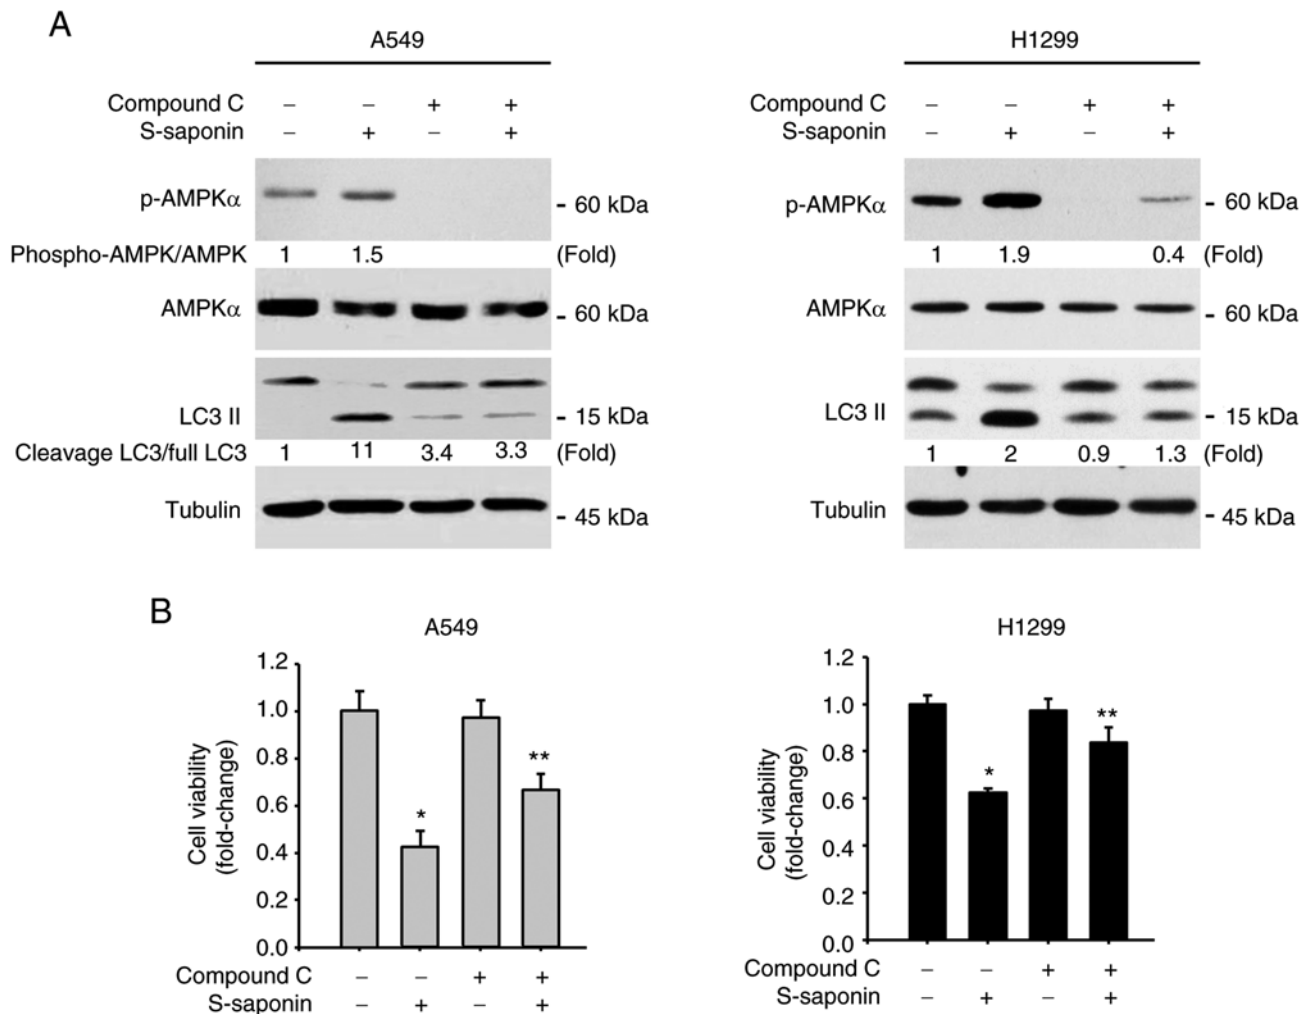 A
A549
Compound C – – + +
S-saponin – + – +
p-AMPKα - 60 kDa
Phospho-AMPK/AMPK 1 1.5 (Fold)
AMPKα - 60 kDa
LC3 II - 15 kDa
Cleavage LC3/full LC3 1 11 3.4 3.3 (Fold)
Tubulin - 45 kDa
H1299
Compound C – – + +
S-saponin – + – +
p-AMPKα - 60 kDa
1 1.9 0.4 (Fold)
AMPKα - 60 kDa
LC3 II - 15 kDa
1 2 0.9 1.3 (Fold)
Tubulin - 45 kDa
B
A549
Cell viability
(fold-change)
1.2
1.0
0.8
0.6
0.4
0.2
0.0
*
**
Compound C – – + +
S-saponin – + – +
H1299
Cell viability
(fold-change)
1.2
1.0
0.8
0.6
0.4
0.2
0.0
*
**
Compound C – – + +
S-saponin – + – +